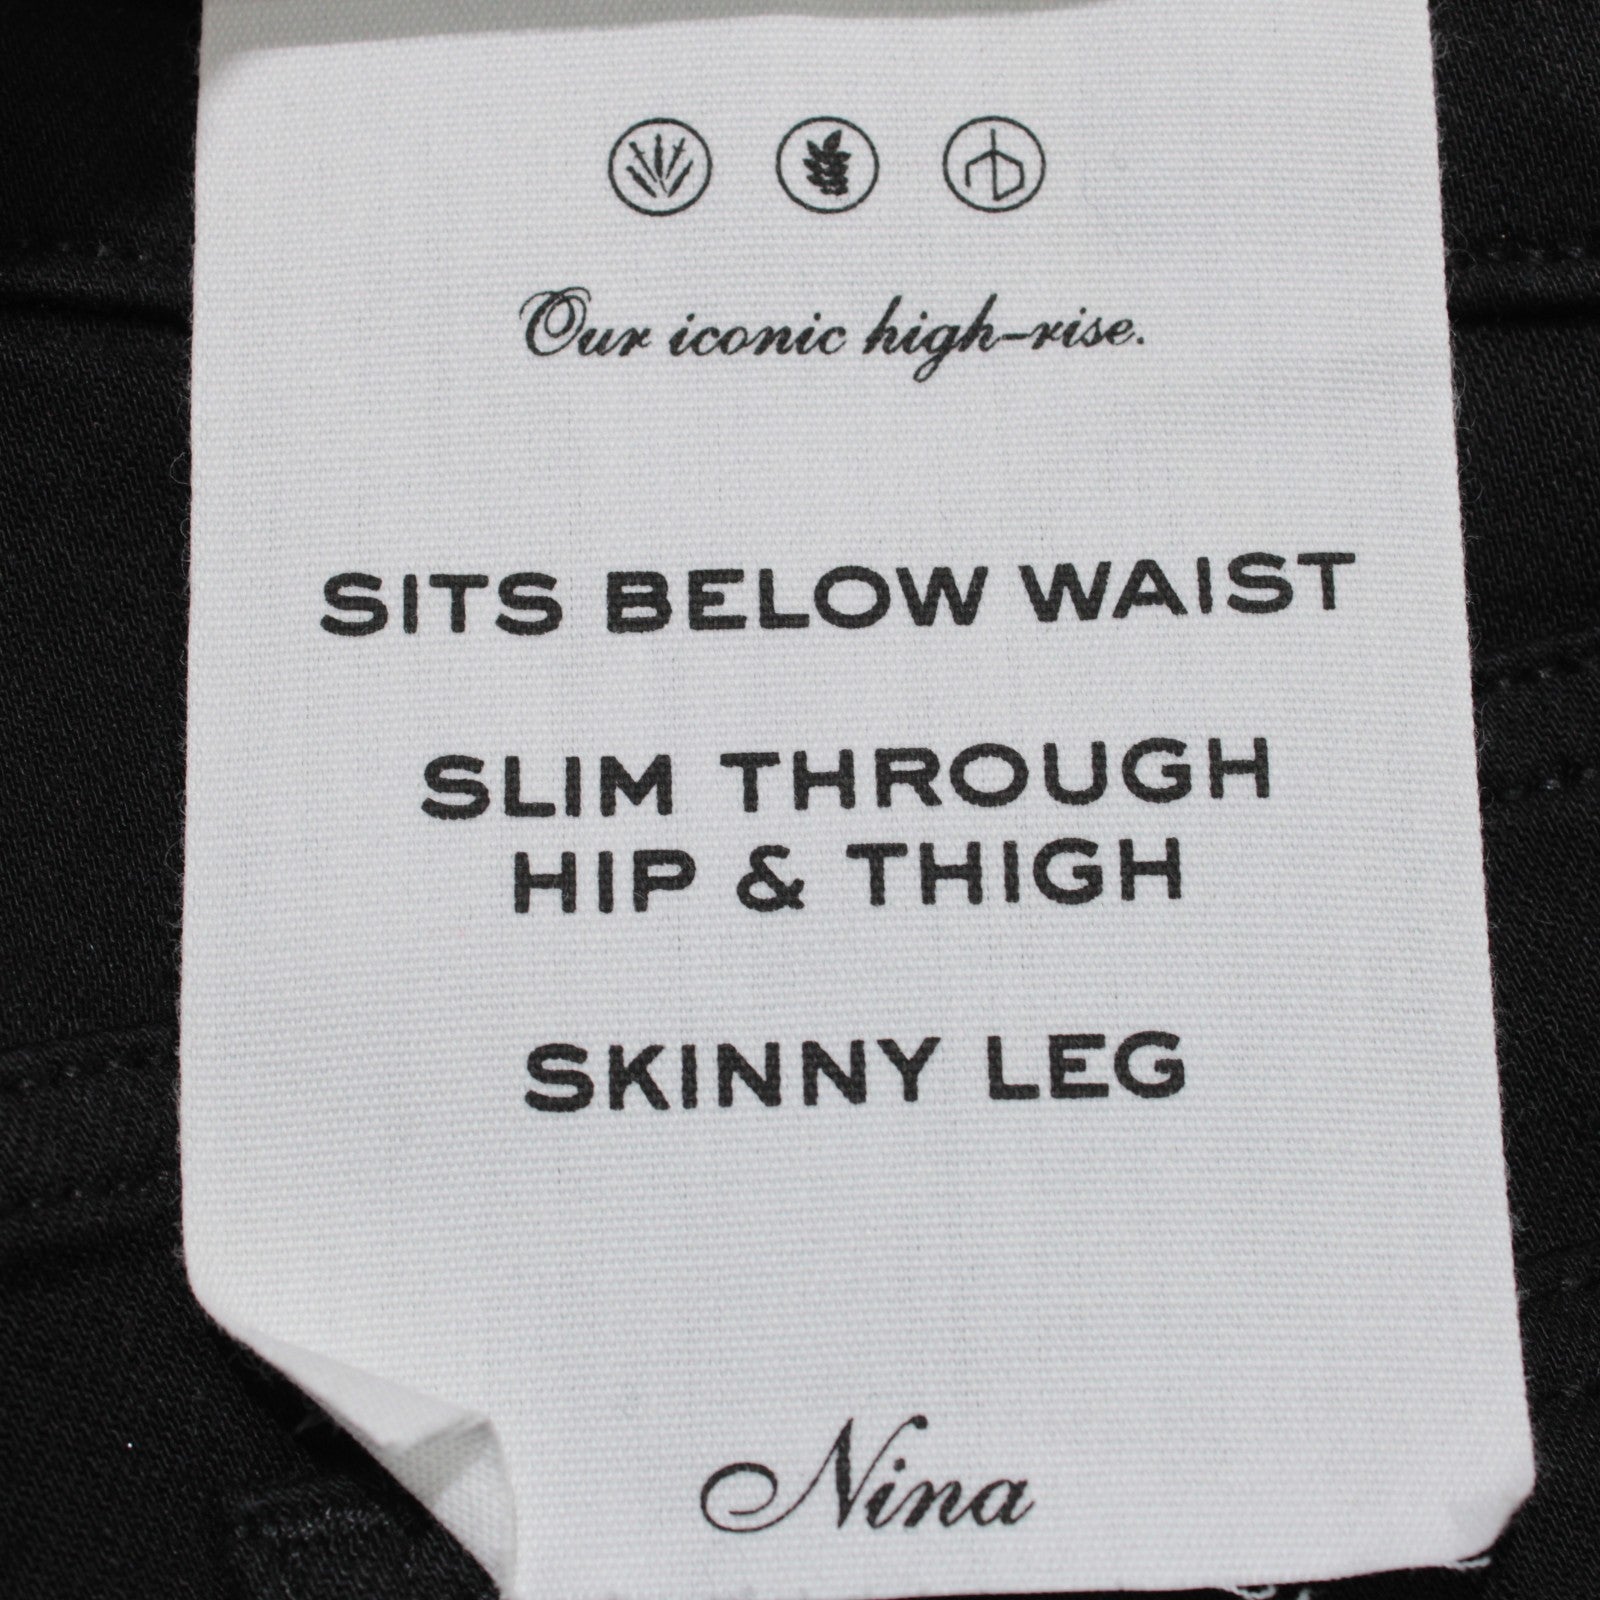 Our iconic high-rise.
SITS BELOW WAIST
SLIM THROUGH
HIP & THIGH
SKINNY LEG
Nina